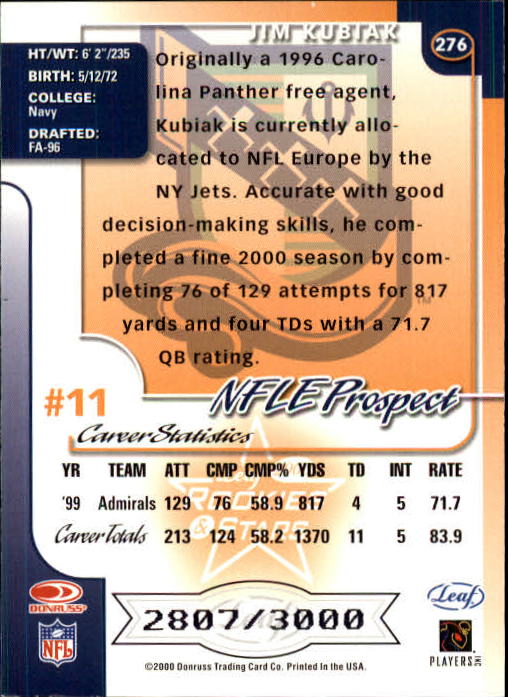 JIM KUBIAK
276
HT/WT: 6' 2"/235
BIRTH: 5/12/72
COLLEGE:
Navy
DRAFTED:
FA-96
Originally a 1996 Caro-
lina Panther free agent,
Kubiak is currently allo-
cated to NFL Europe by the
NY Jets. Accurate with good
decision-making skills, he com-
pleted a fine 2000 season by com-
pleting 76 of 129 attempts for 817
yards and four TDs with a 71.7
QB rating.
TM
#11
NFLE Prospect
Career Statistics
YR TEAM ATT CMP CMP% YDS TD INT RATE
'99 Admirals 129 76 58.9 817 4 5 71.7
Career Totals 213 124 58.2 1370 11 5 83.9
ROOKIES
& STARS
DONRUSS
NFL
2807/3000
Leaf
PLAYERS INC
©2000 Donruss Trading Card Co. Printed In the USA.